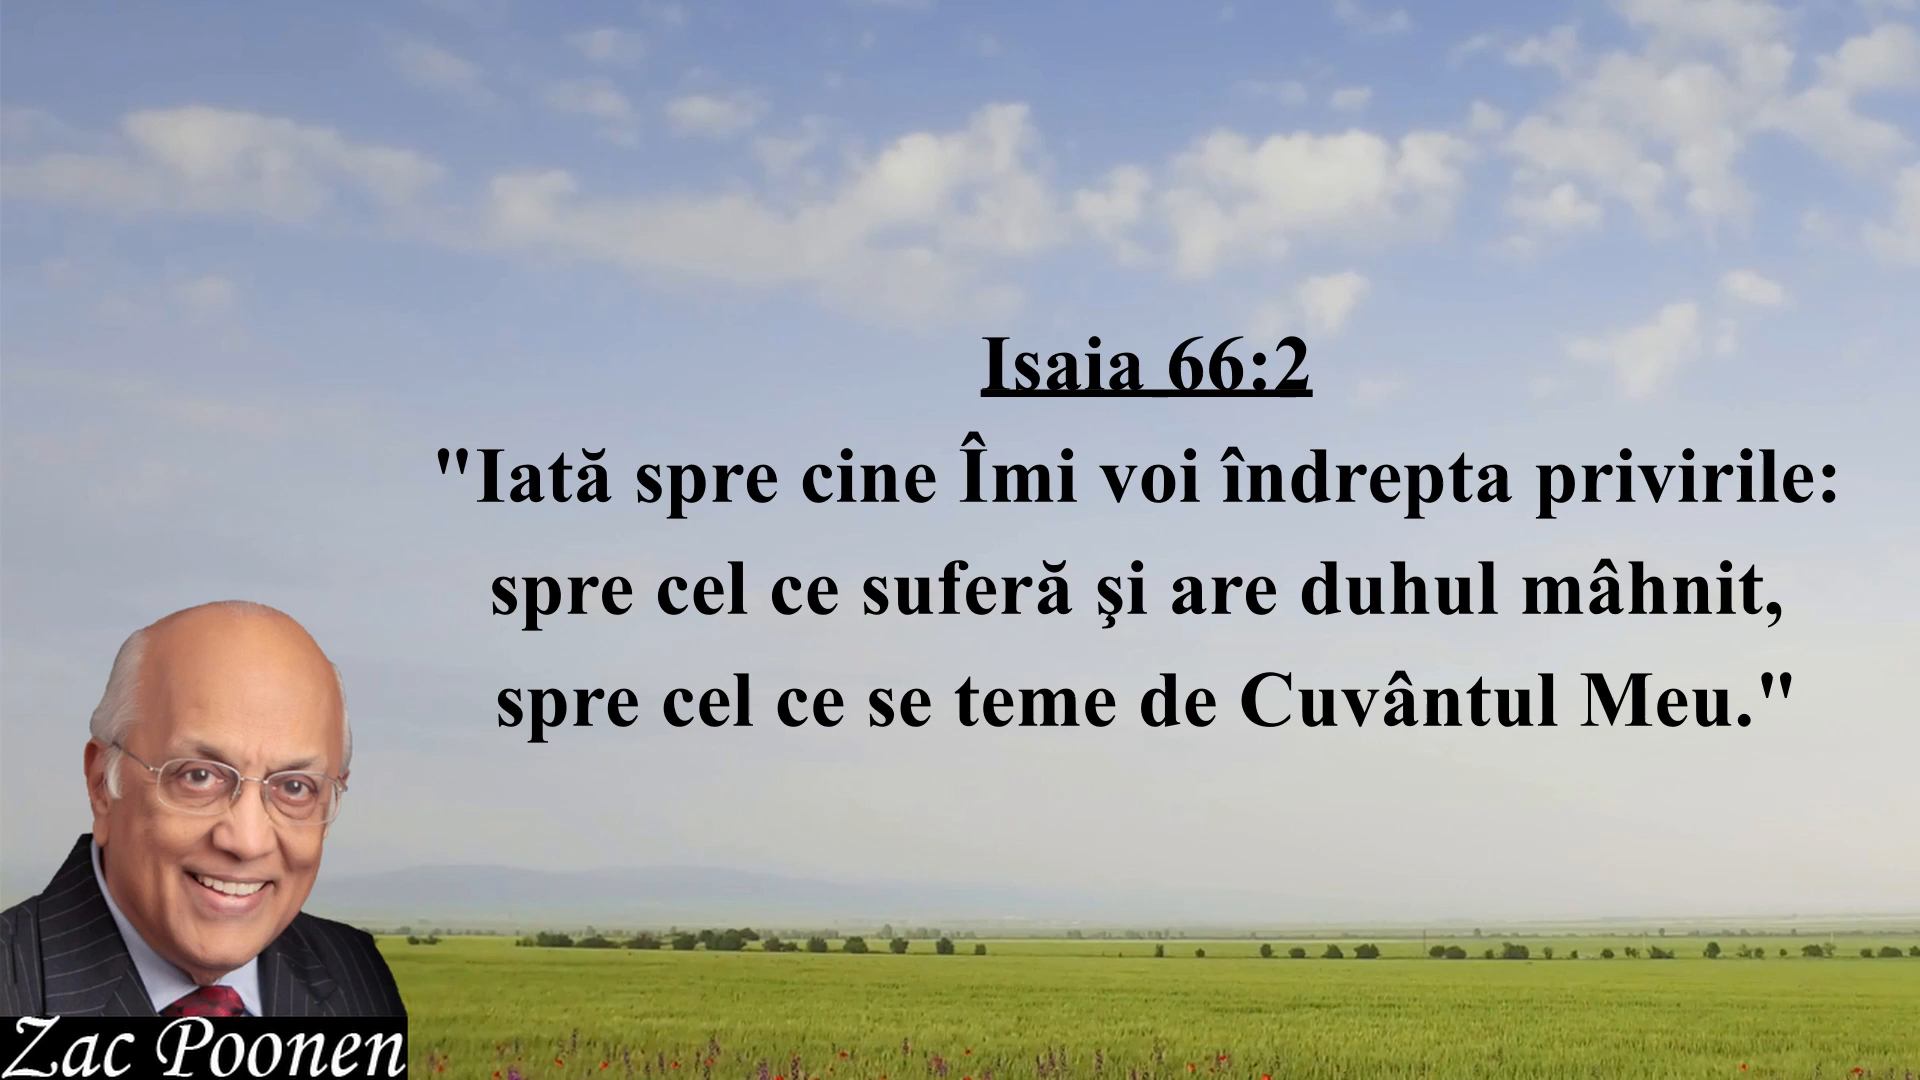 Isaia 66:2
"Iată spre cine Îmi voi îndrepta privirile:
spre cel ce suferă şi are duhul mâhnit,
spre cel ce se teme de Cuvântul Meu."
Zac Poonen